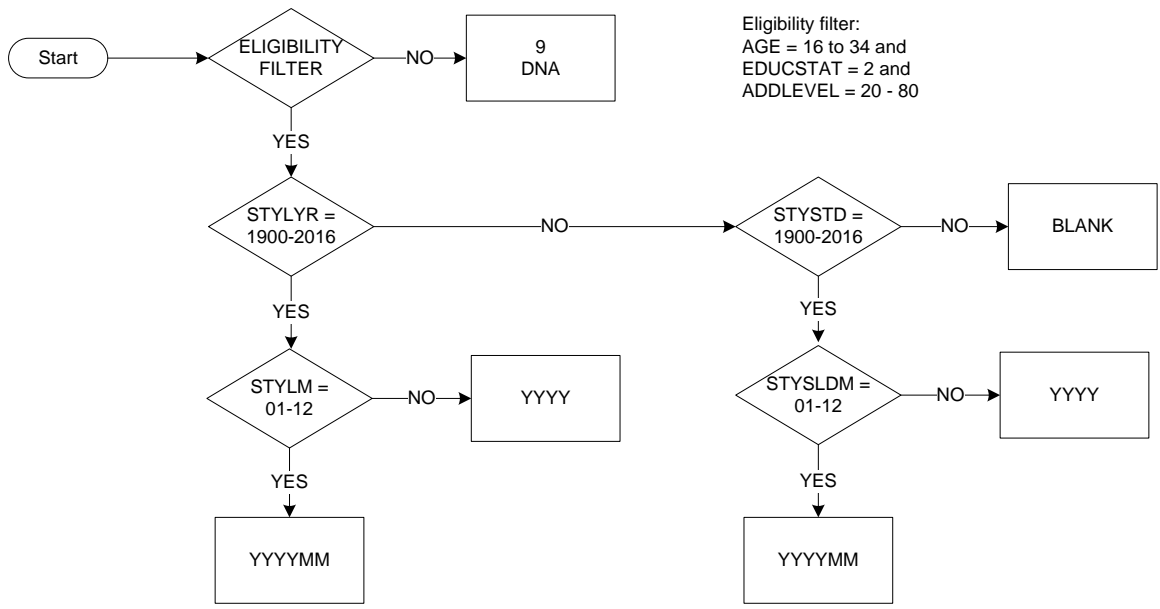 Start
ELIGIBILITY
FILTER
NO
9
DNA
Eligibility filter:
AGE = 16 to 34 and
EDUCSTAT = 2 and
ADDLEVEL = 20 - 80
YES
STYLYR =
1900-2016
NO
STYSTD =
1900-2016
NO
BLANK
YES
YES
STYLM =
01-12
NO
YYYY
STYSLDM =
01-12
NO
YYYY
YES
YES
YYYYMM
YYYYMM